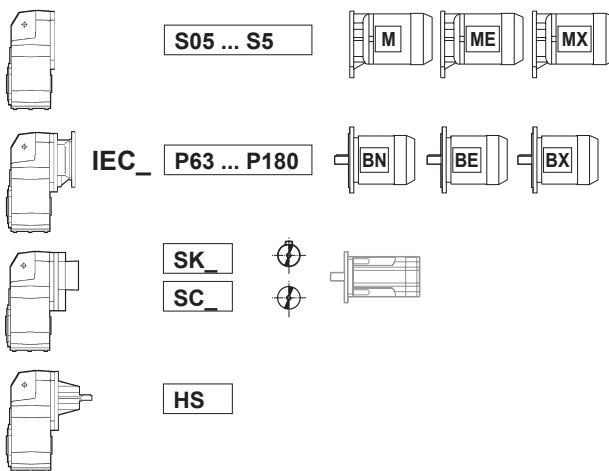 S05 ... S5 M ME MX
IEC_ P63 ... P180 BN BE BX
SK_
SC_
HS